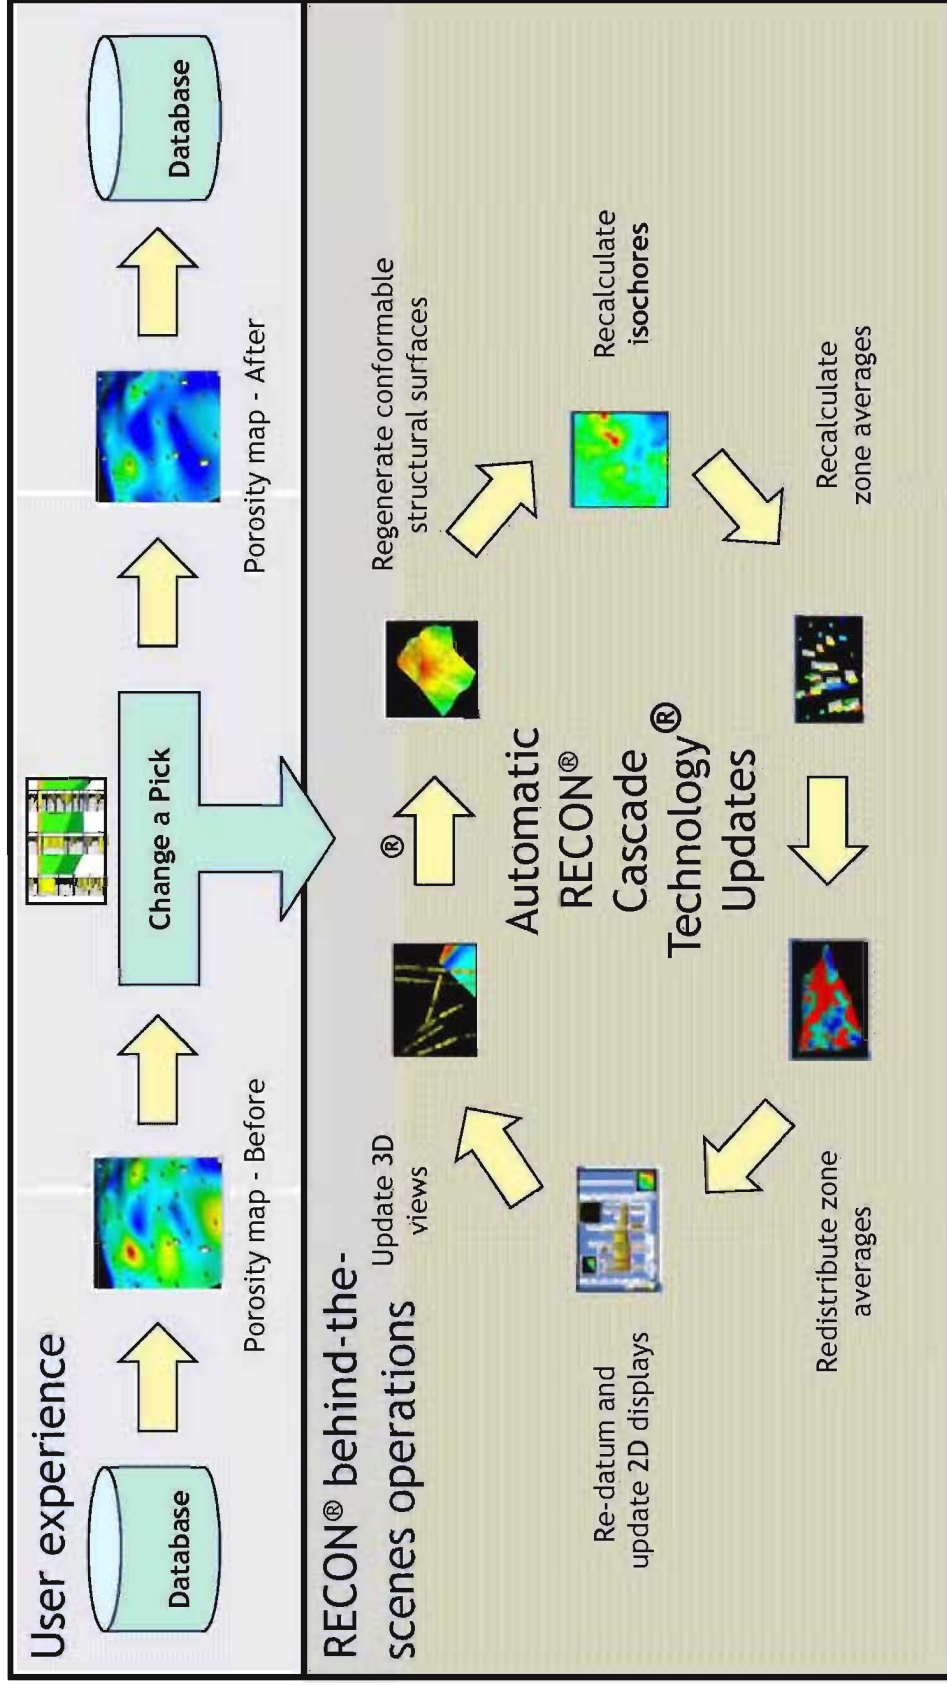 User experience
Database
Porosity map - Before
Change a Pick
Porosity map - After
Database
RECON® behind-the-
scenes operations
Update 3D
views
®
Regenerate conformable
structural surfaces
Recalculate
isochores
Recalculate
zone averages
Redistribute zone
averages
Re-datum and
update 2D displays
Automatic
RECON®
Cascade
Technology®
Updates